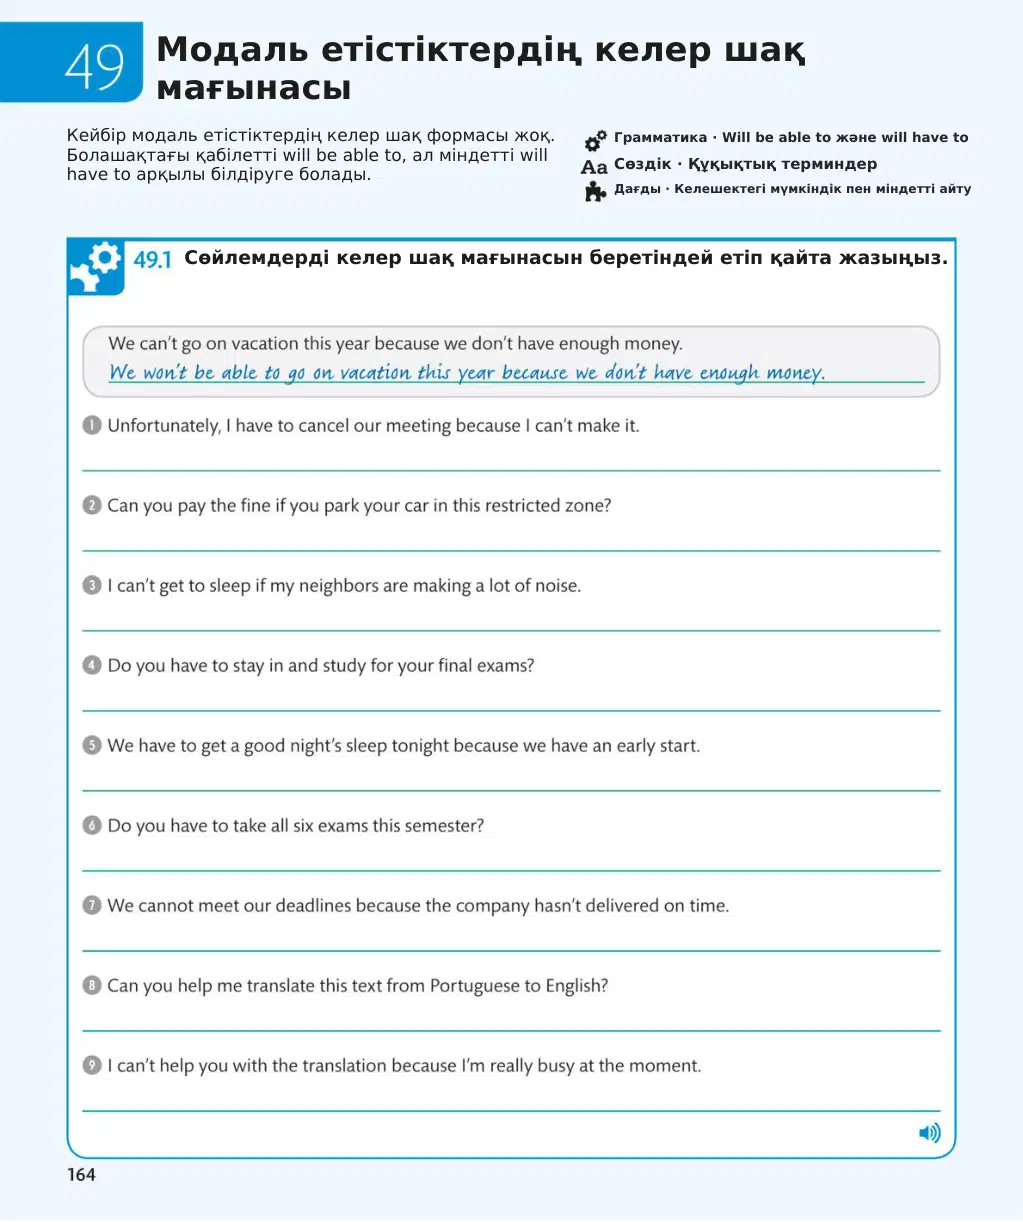 49
Модаль етістіктердің келер шақ
мағынасы
Кейбір модаль етістіктердің келер шақ формасы жоқ.
Болашақтағы қабілетті will be able to, ал міндетті will
have to арқылы білдіруге болады.
Грамматика · Will be able to және will have to
Aa Сөздік · Құқықтық терминдер
Дағды · Келешектегі мүмкіндік пен міндетті айту
49.1 Сөйлемдерді келер шақ мағынасын беретіндей етіп қайта жазыңыз.
We can't go on vacation this year because we don't have enough money.
We won't be able to go on vacation this year because we don't have enough money.
1 Unfortunately, I have to cancel our meeting because I can't make it.
2 Can you pay the fine if you park your car in this restricted zone?
3 I can't get to sleep if my neighbors are making a lot of noise.
4 Do you have to stay in and study for your final exams?
5 We have to get a good night's sleep tonight because we have an early start.
6 Do you have to take all six exams this semester?
7 We cannot meet our deadlines because the company hasn't delivered on time.
8 Can you help me translate this text from Portuguese to English?
9 I can't help you with the translation because I'm really busy at the moment.
164